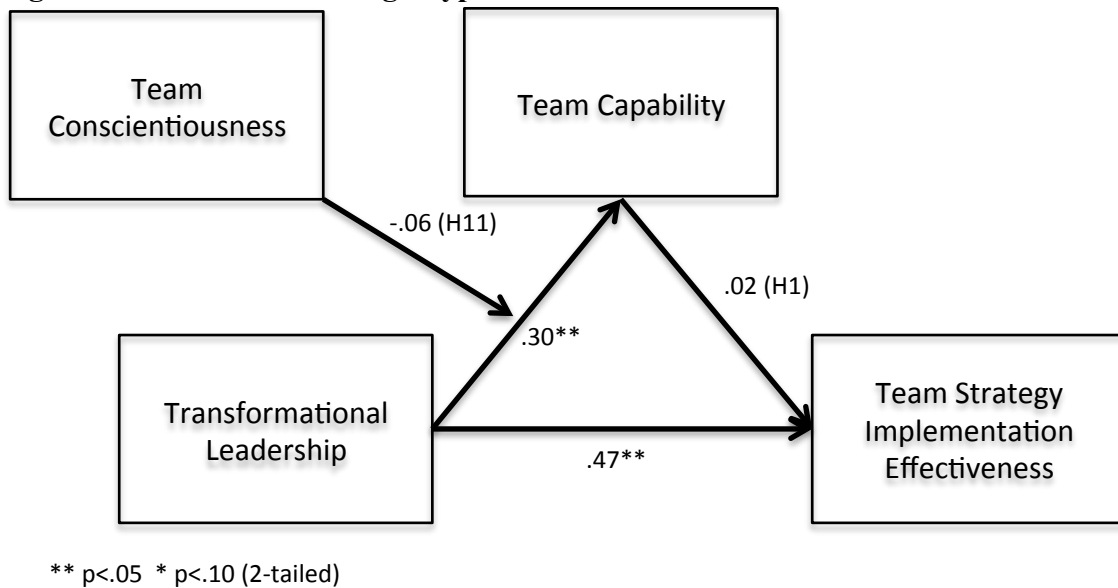 Team
Conscientiousness
Team Capability
-.06 (H11)
.02 (H1)
.30**
Transformational
Leadership
Team Strategy
Implementation
Effectiveness
.47**
** p<.05 * p<.10 (2-tailed)